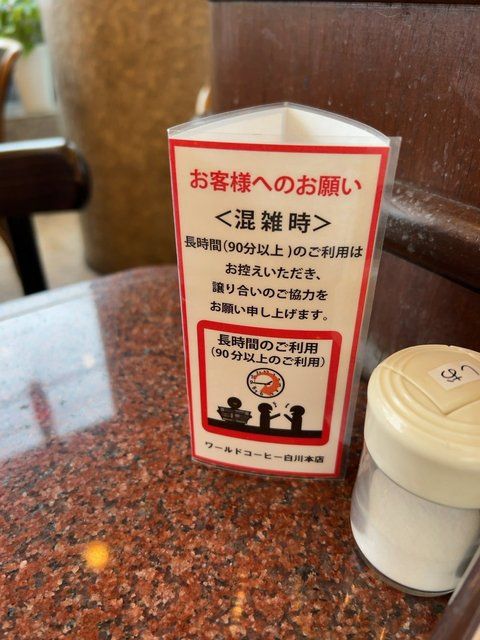 お客様へのお願い
＜混雑時＞
長時間(90分以上)のご利用は
お控えいただき、
譲り合いのご協力を
お願い申し上げます。
長時間のご利用
(90分以上のご利用)
ワールドコーヒー白川本店